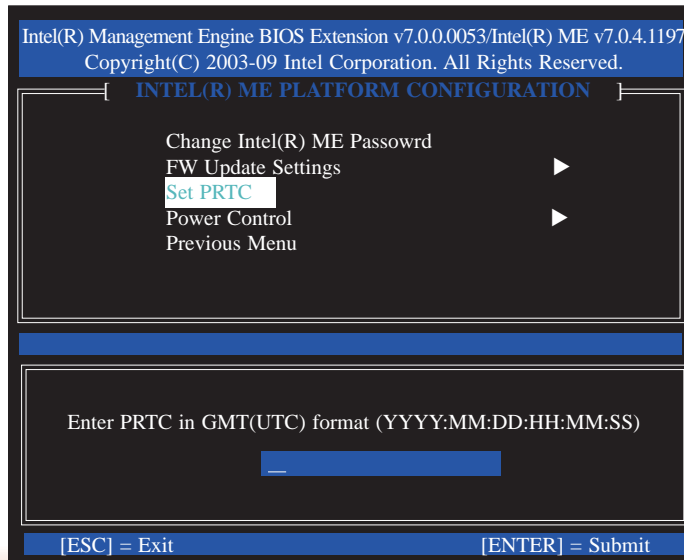 Intel(R) Management Engine BIOS Extension v7.0.0.0053/Intel(R) ME v7.0.4.1197
Copyright(C) 2003-09 Intel Corporation. All Rights Reserved.
[ INTEL(R) ME PLATFORM CONFIGURATION ]
Change Intel(R) ME Passowrd
FW Update Settings ▶
Set PRTC
Power Control ▶
Previous Menu
Enter PRTC in GMT(UTC) format (YYYY:MM:DD:HH:MM:SS)
_
[ESC] = Exit [ENTER] = Submit